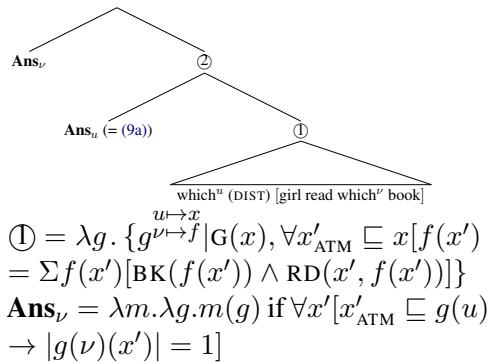 ②
Ans_ν
Ans_u (= (9a))
①
which^u (DIST) [girl read which^ν book]
① = λg. {g^{u↦x ν↦f}|G(x), ∀x′_ATM ⊑ x[f(x′)
= Σf(x′)[BK(f(x′)) ∧ RD(x′, f(x′))]}
Ans_ν = λm.λg.m(g) if ∀x′[x′_ATM ⊑ g(u)
→ |g(ν)(x′)| = 1]